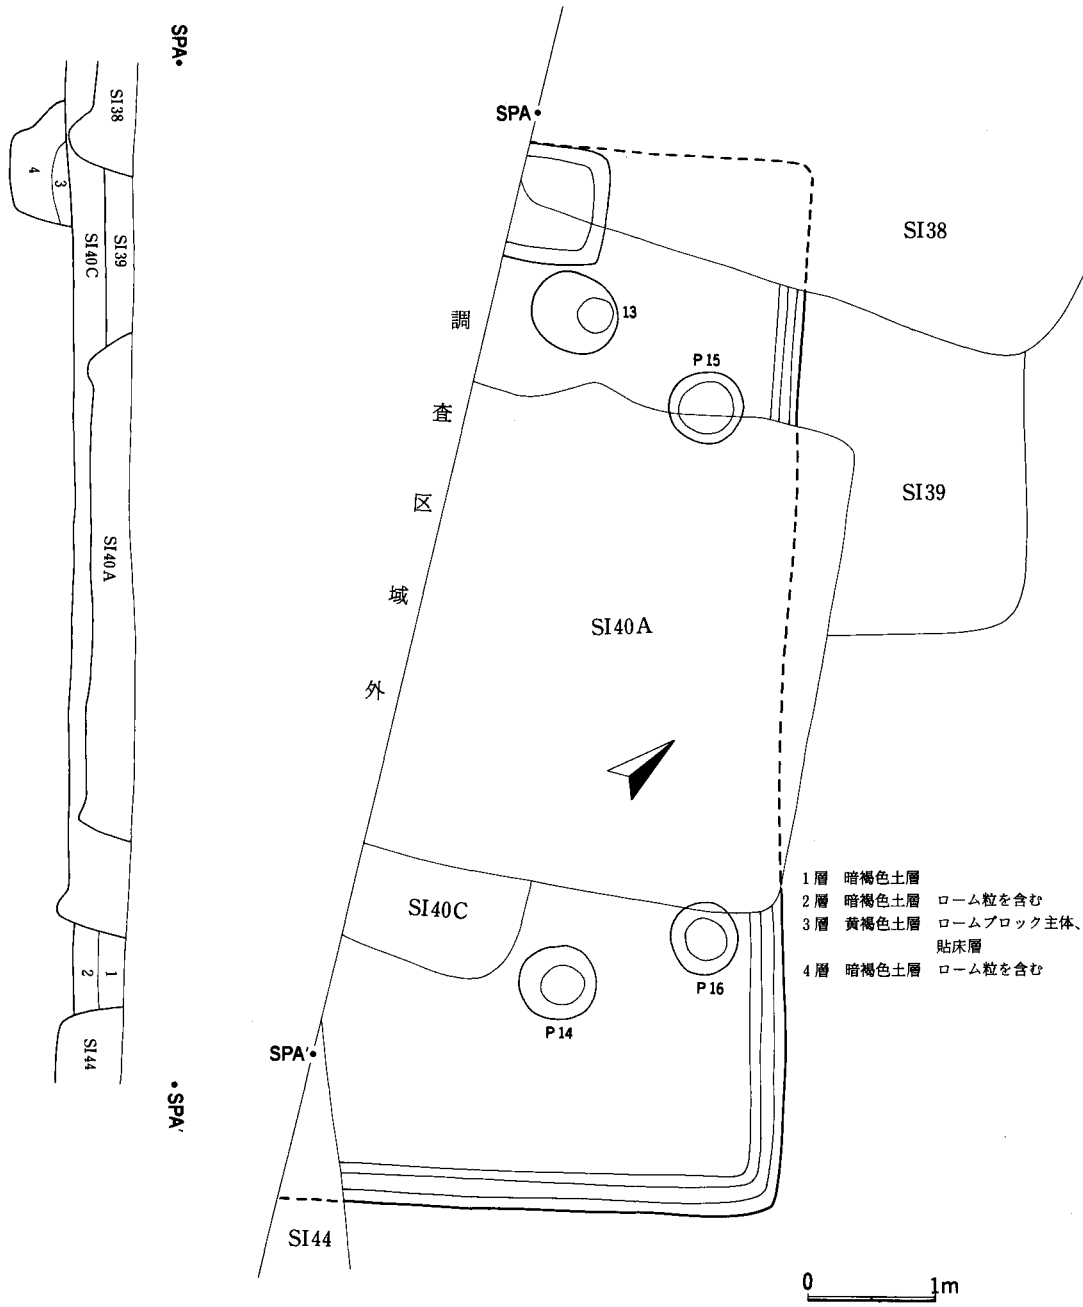 SPA•
SI38
4
3
SI40C
SI39
SI40A
2
1
SI44
•SPA'
SPA•
SI38
13
P 15
調査区域外
SI39
SI40A
SI40C
P 16
P 14
SPA'•
SI44
1層 暗褐色土層
2層 暗褐色土層 ローム粒を含む
3層 黄褐色土層 ロームブロック主体、
貼床層
4層 暗褐色土層 ローム粒を含む
0 1m